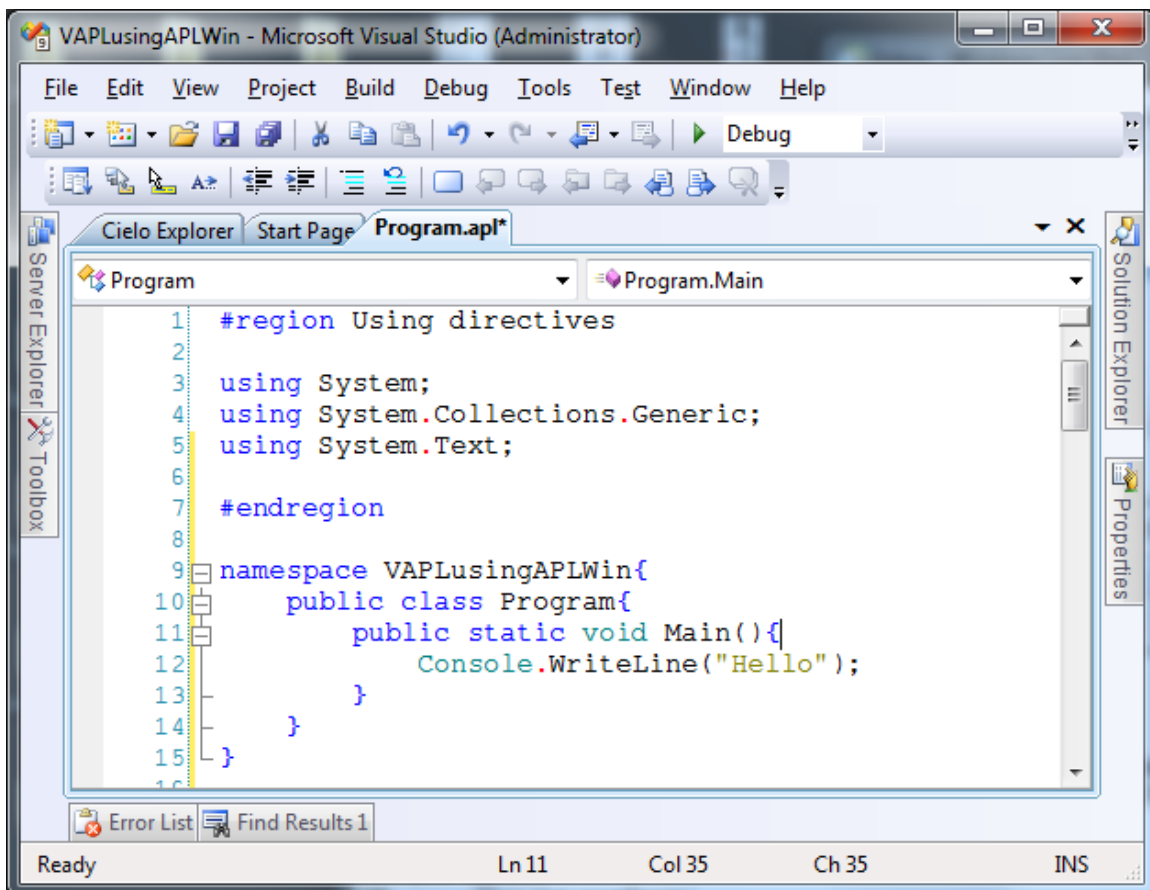 VAPLusingAPLWin - Microsoft Visual Studio (Administrator)
File Edit View Project Build Debug Tools Test Window Help
Debug
Cielo Explorer Start Page Program.apl*
Program Program.Main
Server Explorer
Toolbox
Solution Explorer
Properties
1 #region Using directives
2
3 using System;
4 using System.Collections.Generic;
5 using System.Text;
6
7 #endregion
8
9 namespace VAPLusingAPLWin{
10 public class Program{
11 public static void Main(){
12 Console.WriteLine("Hello");
13 }
14 }
15 }
16
Error List Find Results 1
Ready Ln 11 Col 35 Ch 35 INS